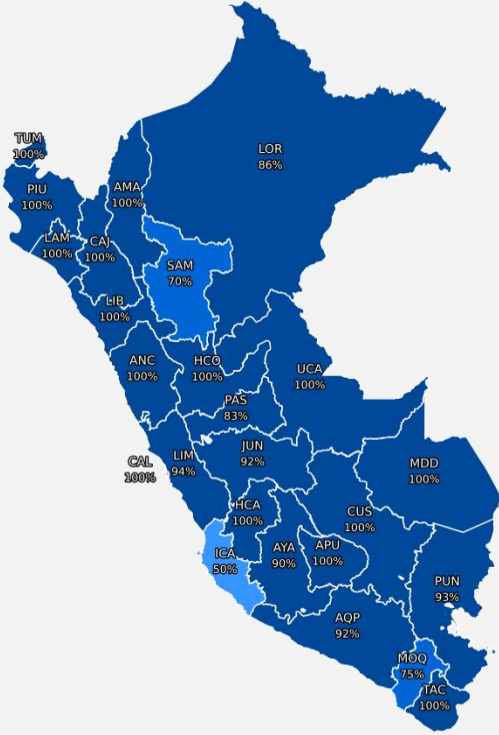 TUM
100%
LOR
86%
PIU
100%
AMA
100%
LAM
100%
CAJ
100%
SAM
70%
LIB
100%
ANC
100%
HCO
100%
UCA
100%
PAS
83%
CAL
100%
LIM
94%
JUN
92%
MDD
100%
HCA
100%
CUS
100%
ICA
50%
AYA
90%
APU
100%
PUN
93%
AQP
92%
MOQ
75%
TAC
100%